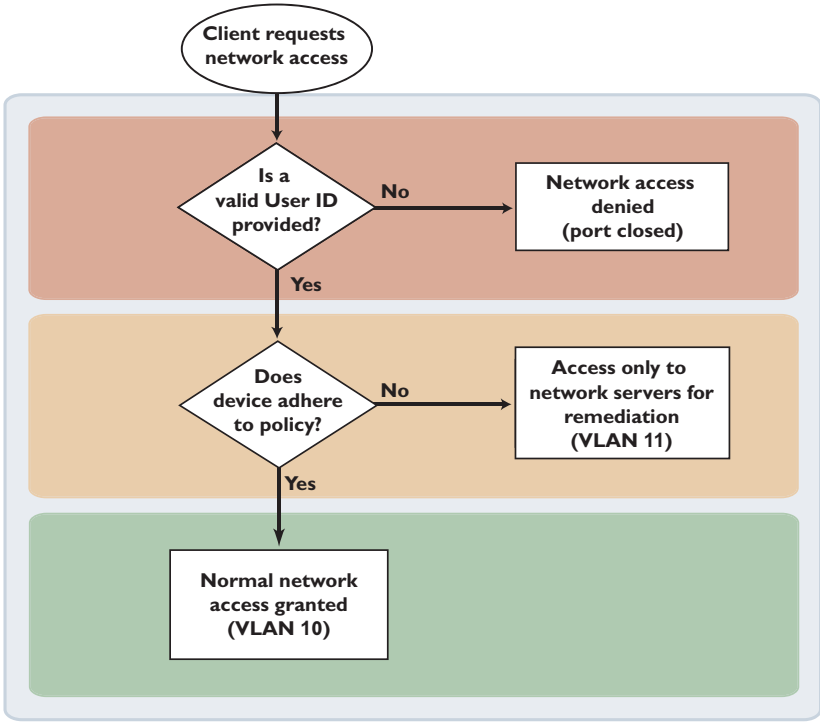 Client requests
network access
Is a
valid User ID
provided?
No
Network access
denied
(port closed)
Yes
Does
device adhere
to policy?
No
Access only to
network servers for
remediation
(VLAN 11)
Yes
Normal network
access granted
(VLAN 10)